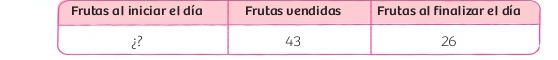 Frutas al iniciar el día Frutas vendidas Frutas al finalizar el día
¿? 43 26